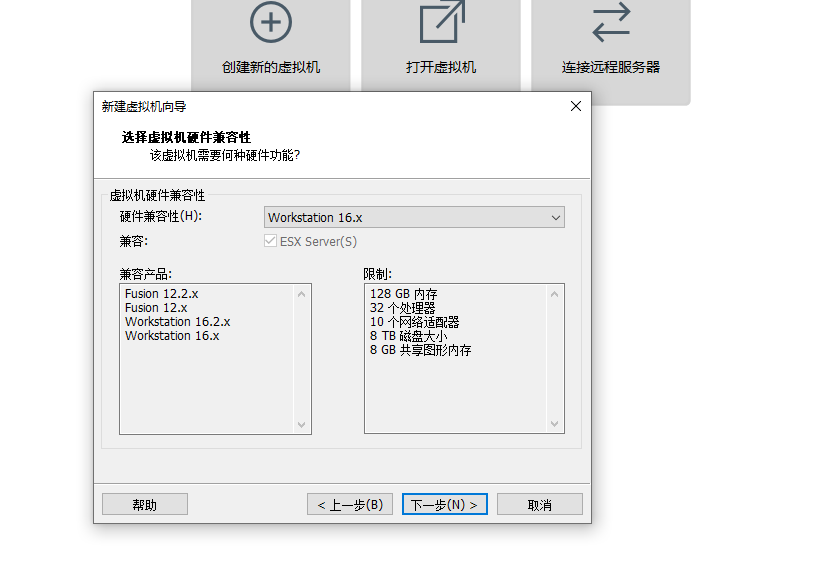 创建新的虚拟机
打开虚拟机
连接远程服务器
新建虚拟机向导
选择虚拟机硬件兼容性
该虚拟机需要何种硬件功能?
虚拟机硬件兼容性
硬件兼容性(H):
Workstation 16.x
兼容:
ESX Server(S)
兼容产品:
Fusion 12.2.x
Fusion 12.x
Workstation 16.2.x
Workstation 16.x
限制:
128 GB 内存
32 个处理器
10 个网络适配器
8 TB 磁盘大小
8 GB 共享图形内存
帮助
< 上一步(B)
下一步(N) >
取消